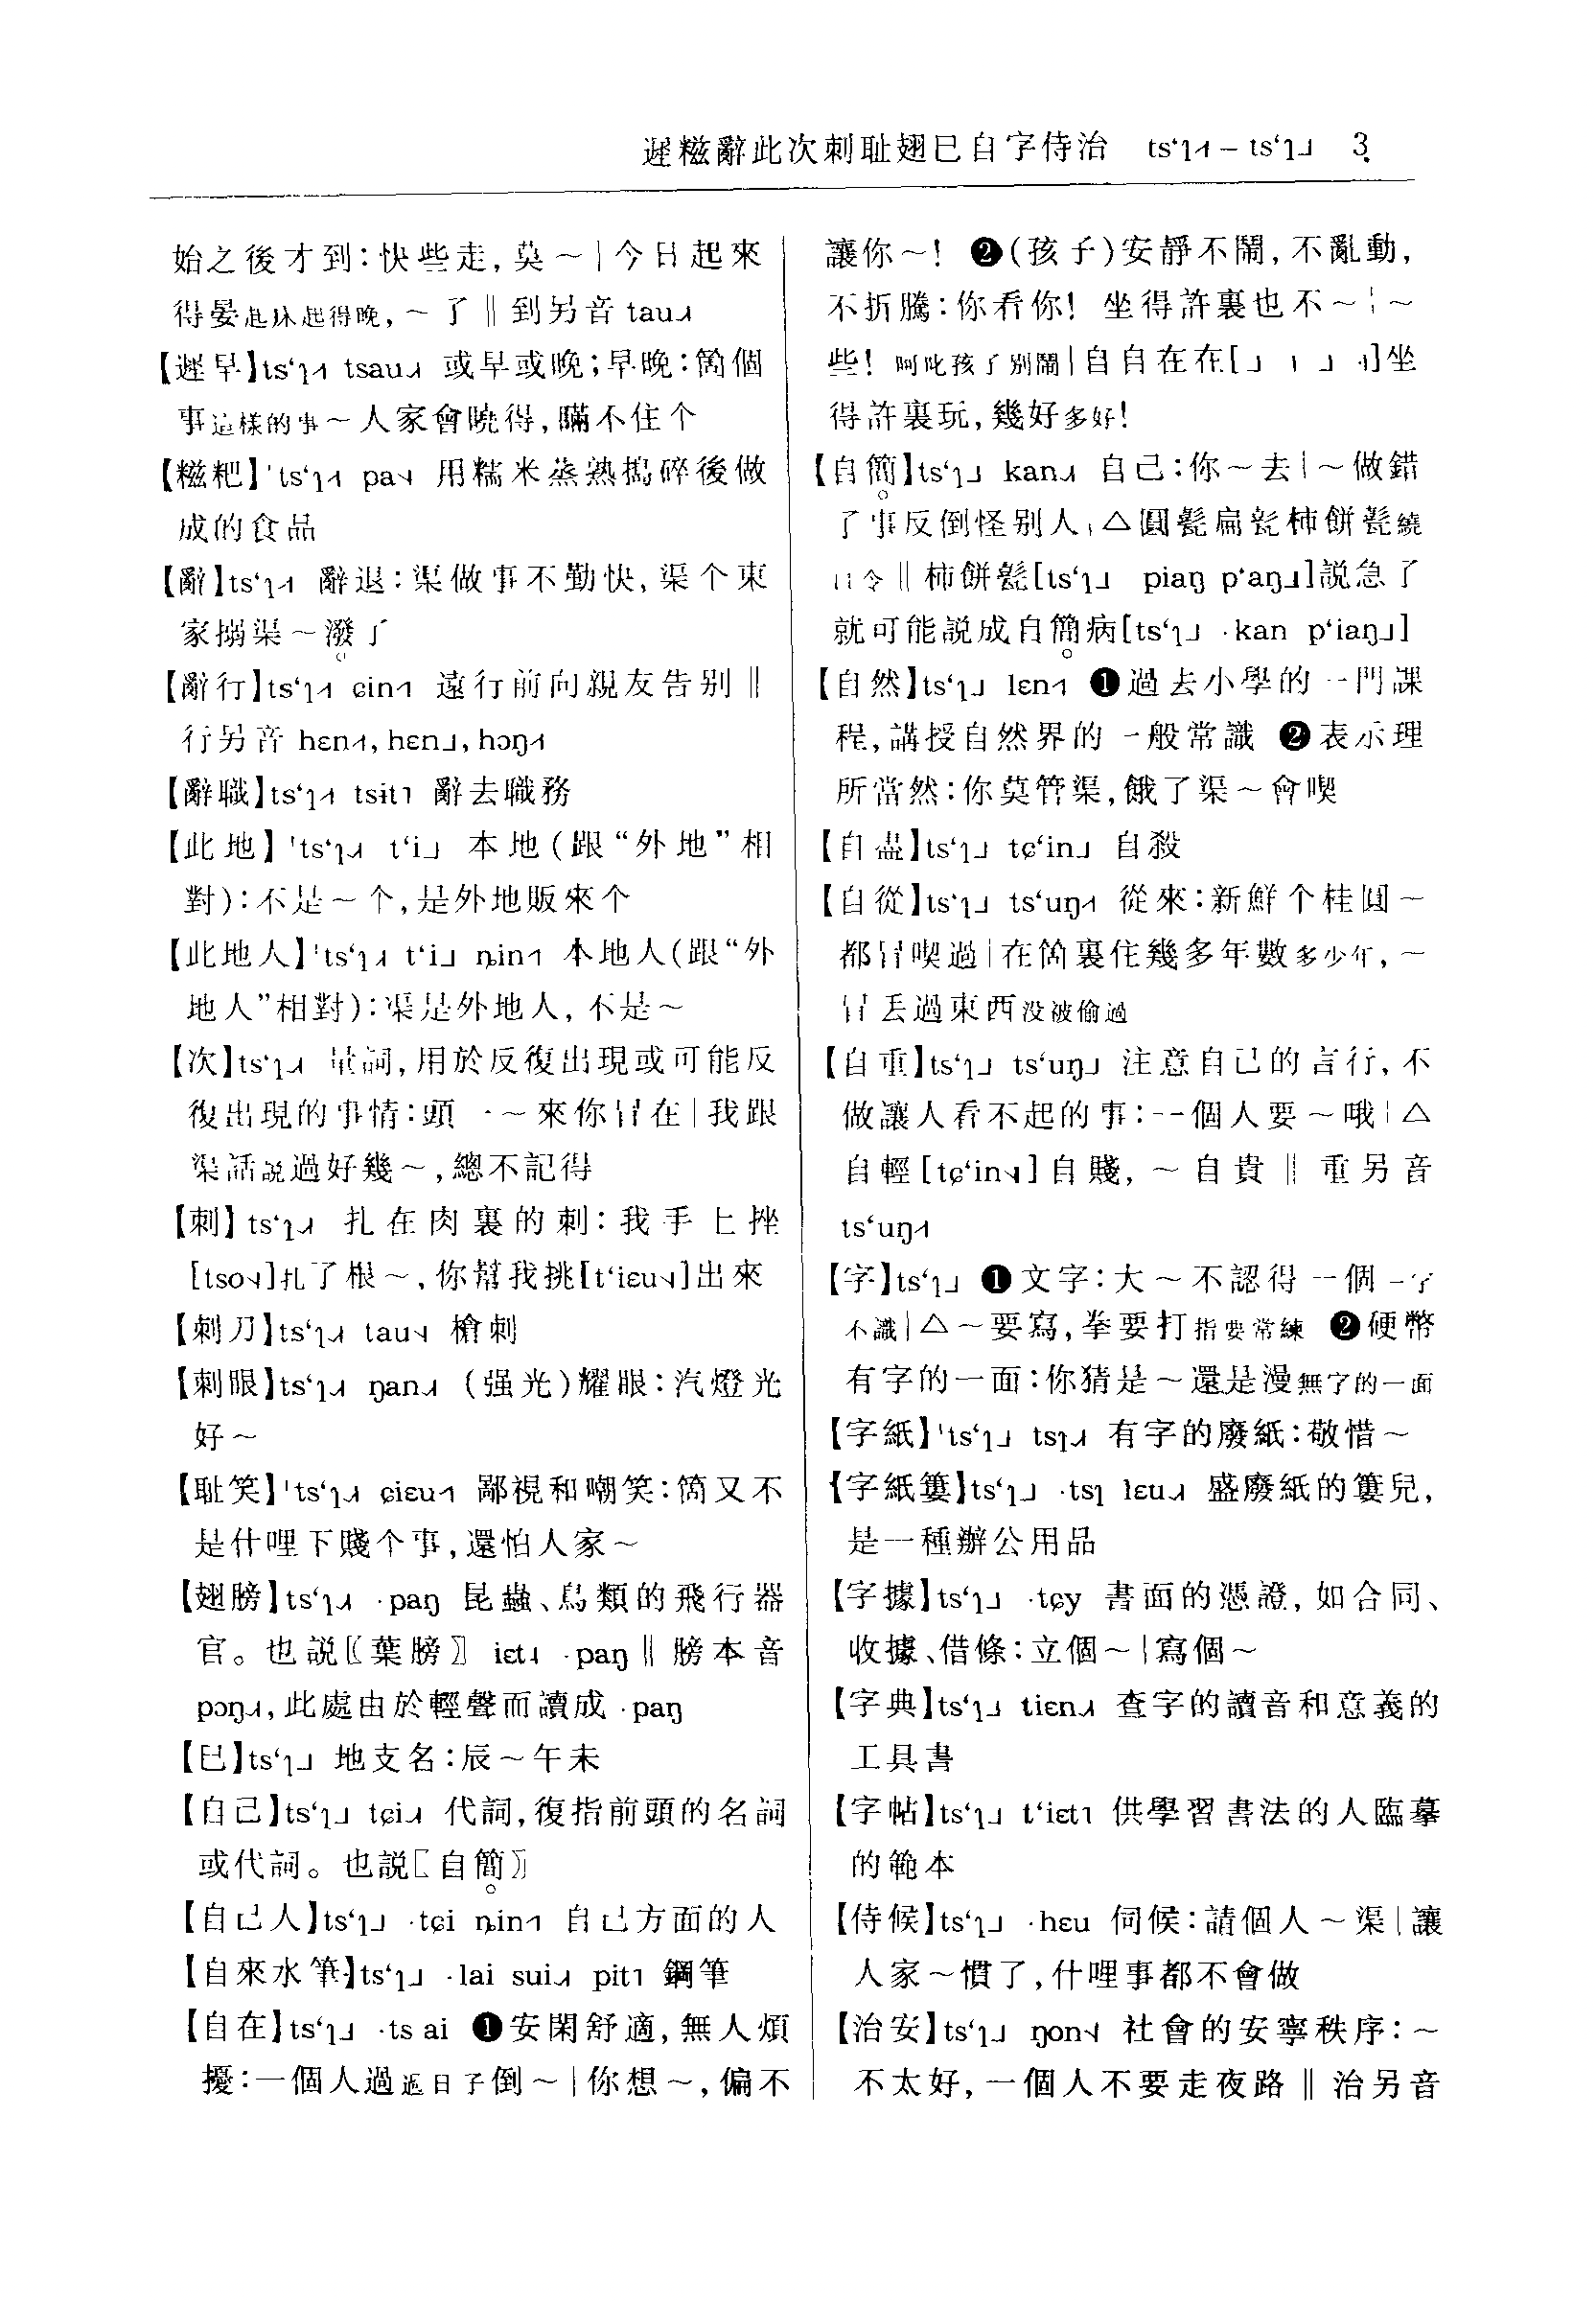 遲糍辭此次刺耻翅巳自字侍治 tsʻɿ˧˥ – tsʻɿ˩ 3
始之後才到：快些走，莫～｜今日起來
得晏起牀起得晚，～了‖到另音 tau˨˩˧
【遲早】tsʻɿ˧˥ tsau˨˩˧ 或早或晚；早晚：箇個
事這樣的事～人家會曉得，瞞不住个
【糍粑】ˈtsʻɿ˧˥ pa˦˨ 用糯米蒸熟搗碎後做
成的食品
【辭】tsʻɿ˧˥ 辭退：渠做事不勤快，渠个東
家搦渠～潑了
【辭行】tsʻɿ˧˥ ɕin˧˥ 遠行前向親友告别‖
行另音 hɛn˧˥, hɛn˩, hɔŋ˧˥
【辭職】tsʻɿ˧˥ tsɨt˥ 辭去職務
【此地】ˈtsʻɿ˨˩˧ tʻi˩ 本地(跟“外地”相
對)：不是～个，是外地販來个
【此地人】ˈtsʻɿ˨˩˧ tʻi˩ ȵin˧˥ 本地人(跟“外
地人”相對)：渠是外地人，不是～
【次】tsʻɿ˨˩˧ 量詞，用於反復出現或可能反
復出現的事情：頭一～來你冇在｜我跟
渠話説過好幾～，總不記得
【刺】tsʻɿ˨˩˧ 扎在肉裏的刺：我手上挫
[tso˦˨]扎了根～，你幫我挑[tʻiɛu˦˨]出來
【刺刀】tsʻɿ˨˩˧ tau˦˨ 槍刺
【刺眼】tsʻɿ˨˩˧ ŋan˨˩˧ (强光)耀眼：汽燈光
好～
【耻笑】ˈtsʻɿ˨˩˧ ɕiɛu˧˥ 鄙視和嘲笑：箇又不
是什哩下賤个事，還怕人家～
【翅膀】tsʻɿ˨˩˧ ·paŋ 昆蟲、鳥類的飛行器
官。也説〖葉膀〗iɛt˨ ·paŋ‖膀本音
pɔŋ˨˩˧，此處由於輕聲而讀成 ·paŋ
【巳】tsʻɿ˩ 地支名：辰～午未
【自己】tsʻɿ˩ tɕi˨˩˧ 代詞，復指前頭的名詞
或代詞。也説〖自簡〗
【自己人】tsʻɿ˩ ·tɕi ȵin˧˥ 自己方面的人
【自來水筆】tsʻɿ˩ ·lai sui˨˩˧ pit˥ 鋼筆
【自在】tsʻɿ˩ ·tsʻai ❶安閑舒適，無人煩
擾：一個人過過日子倒～｜你想～，偏不
讓你～！ ❷(孩子)安靜不鬧，不亂動，
不折騰：你看你！坐得許裏也不～｜～
些！呵叱孩子别鬧｜自自在在[˩ ˥ ˩ ˧˥]坐
得許裏玩，幾好多好！
【自簡】tsʻɿ˩ kan˨˩˧ 自己：你～去｜～做錯
了事反倒怪别人｜△圓甏扁甏柿餅甏繞
口令‖柿餅甏[tsʻɿ˩ piaŋ pʻaŋ˩]説急了
就可能説成自簡病[tsʻɿ˩ ·kan pʻiaŋ˩]
【自然】tsʻɿ˩ lɛn˧˥ ❶過去小學的一門課
程，講授自然界的一般常識 ❷表示理
所當然：你莫管渠，餓了渠～會喫
【自盡】tsʻɿ˩ tɕʻin˩ 自殺
【自從】tsʻɿ˩ tsʻuŋ˧˥ 從來：新鮮个桂圓～
都冇喫過｜在箇裏住幾多年數多少年，～
冇丢過東西没被偷過
【自重】tsʻɿ˩ tsʻuŋ˩ 注意自己的言行，不
做讓人看不起的事：一個人要～哦｜△
自輕[tɕʻin˦˨]自賤，～自貴‖重另音
tsʻuŋ˧˥
【字】tsʻɿ˩ ❶文字：大～不認得一個一字
不識｜△～要寫，拳要打指要常練 ❷硬幣
有字的一面：你猜是～還是漫無字的一面
【字紙】ˈtsʻɿ˩ tsɿ˨˩˧ 有字的廢紙：敬惜～
【字紙簍】tsʻɿ˩ ·tsɿ lɛu˨˩˧ 盛廢紙的簍兒，
是一種辦公用品
【字據】tsʻɿ˩ ·tɕy 書面的憑證，如合同、
收據、借條：立個～｜寫個～
【字典】tsʻɿ˩ tiɛn˨˩˧ 查字的讀音和意義的
工具書
【字帖】tsʻɿ˩ tʻiɛt˥ 供學習書法的人臨摹
的範本
【侍候】tsʻɿ˩ ·hɛu 伺候：請個人～渠｜讓
人家～慣了，什哩事都不會做
【治安】tsʻɿ˩ ŋon˦˨ 社會的安寧秩序：～
不太好，一個人不要走夜路‖治另音